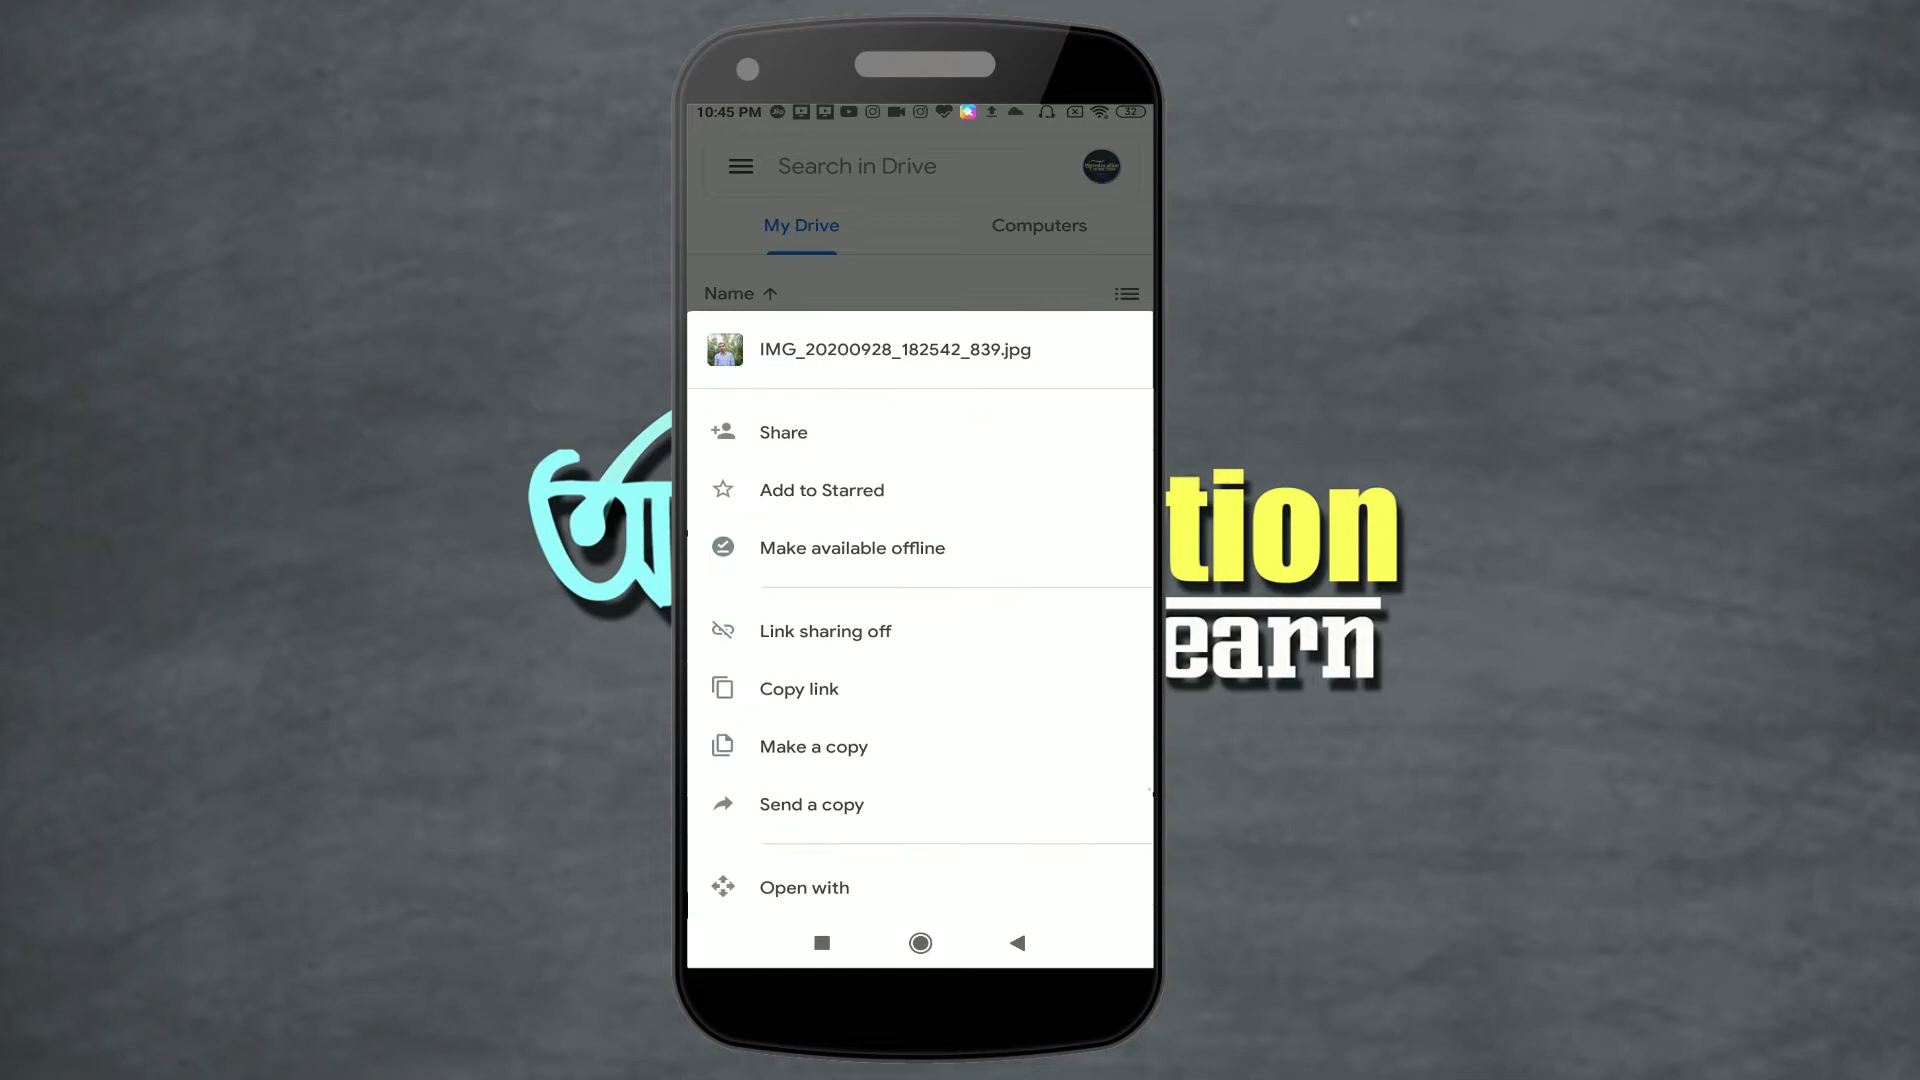 10:45 PM
32
Search in Drive
My Drive
Computers
Name
IMG_20200928_182542_839.jpg
Share
Add to Starred
Make available offline
Link sharing off
Copy link
Make a copy
Send a copy
Open with
tion
earn